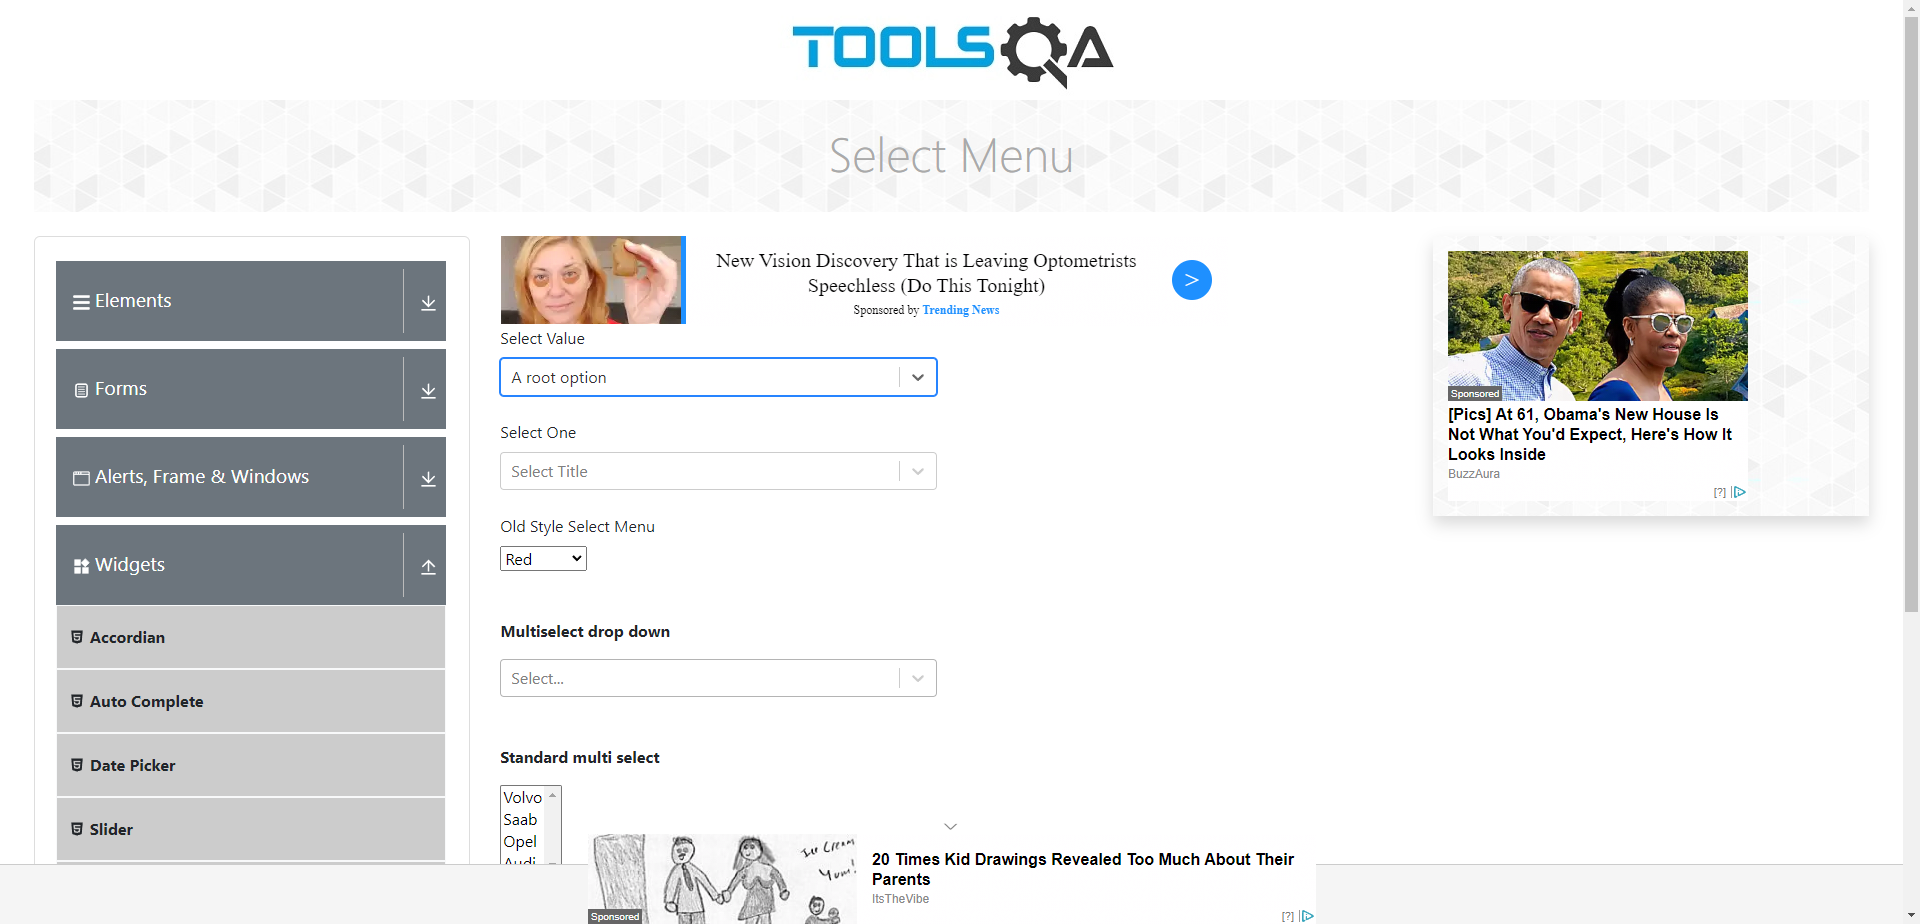 TOOLSQA
Select Menu
Elements
Forms
Alerts, Frame & Windows
Widgets
Accordian
Auto Complete
Date Picker
Slider
New Vision Discovery That is Leaving Optometrists
Speechless (Do This Tonight)
Sponsored by Trending News
>
Select Value
A root option
Select One
Select Title
Old Style Select Menu
Red
Multiselect drop down
Select...
Standard multi select
Volvo
Saab
Opel
Audi
Sponsored
[Pics] At 61, Obama's New House Is
Not What You'd Expect, Here's How It
Looks Inside
BuzzAura
[?]
Ice Cream
Yum!
Sponsored
20 Times Kid Drawings Revealed Too Much About Their
Parents
ItsTheVibe
[?]